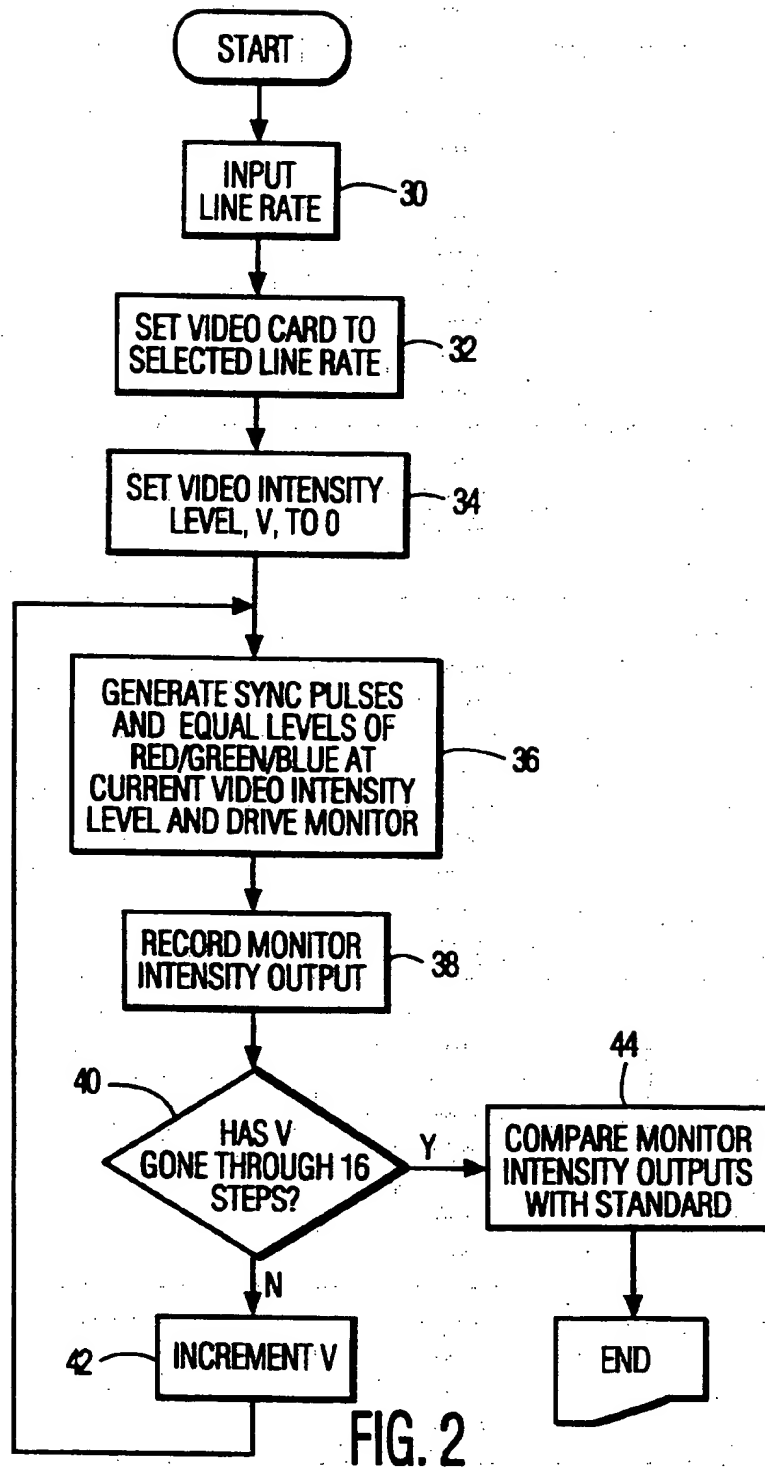 START
INPUT
LINE RATE
30
SET VIDEO CARD TO
SELECTED LINE RATE
32
SET VIDEO INTENSITY
LEVEL, V, TO 0
34
GENERATE SYNC PULSES
AND EQUAL LEVELS OF
RED/GREEN/BLUE AT
CURRENT VIDEO INTENSITY
LEVEL AND DRIVE MONITOR
36
RECORD MONITOR
INTENSITY OUTPUT
38
40
HAS V
GONE THROUGH 16
STEPS?
Y
44
COMPARE MONITOR
INTENSITY OUTPUTS
WITH STANDARD
N
42
INCREMENT V
END
FIG. 2